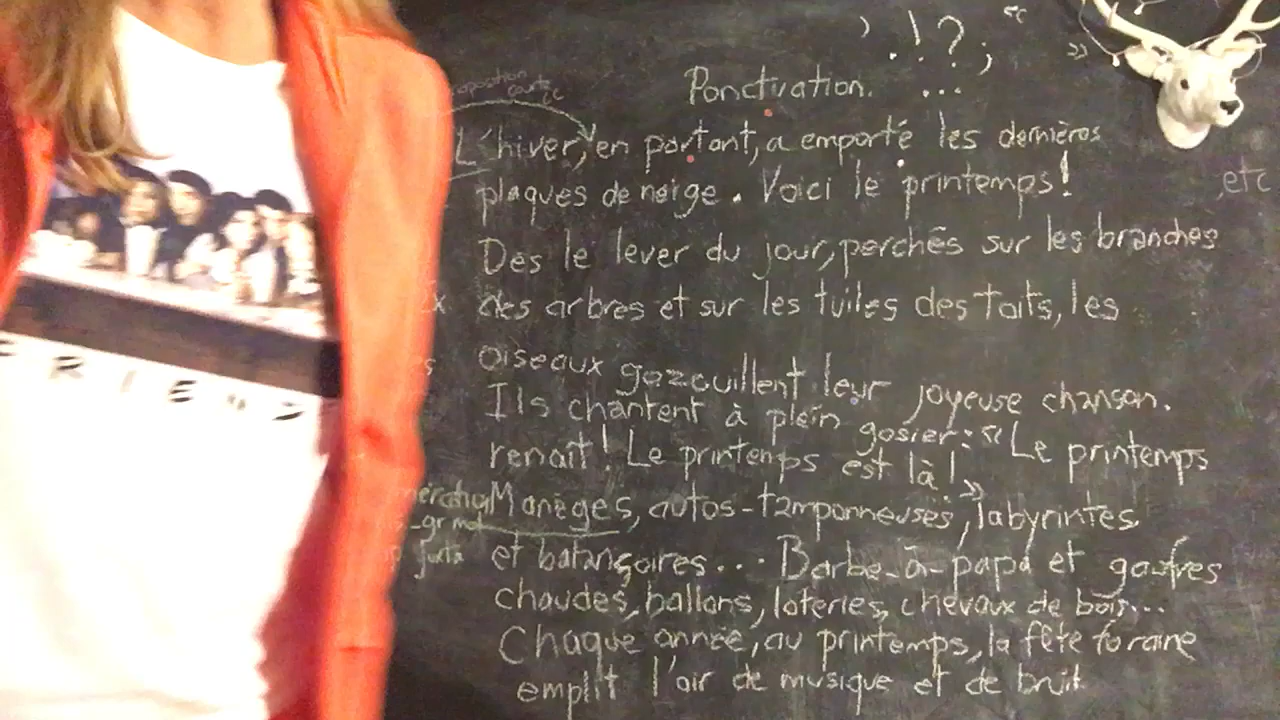 , . ! ? ;
Ponctuation. ...
L'hiver, en partant, a emporté les dernières
plaques de neige. Voici le printemps!
, etc
Dès le lever du jour, perchés sur les branches
des arbres et sur les tuiles des toits, les
oiseaux gazouillent leur joyeuse chanson.
Ils chantent à plein gosier: « Le printemps
renaît! Le printemps est là! »
Manèges, autos-tamponneuses, labyrintes
et balançoires... Barbe-à-papa et gaufres
chaudes, ballons, loteries, chevaux de bois...
Chaque année, au printemps, la fête foraine
emplit l'air de musique et de bruit.